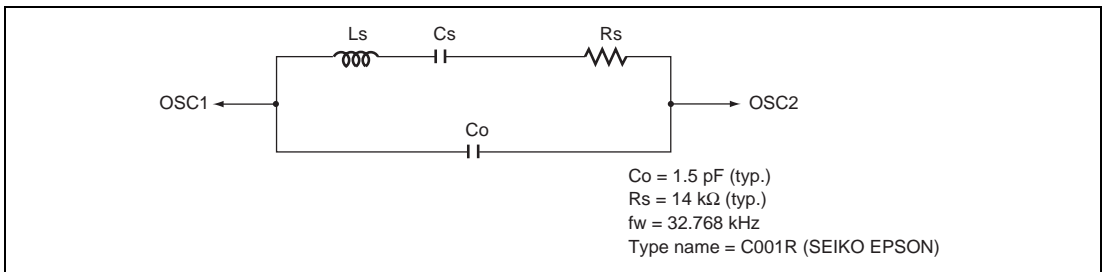 Ls Cs Rs
OSC1 OSC2
Co
Co = 1.5 pF (typ.)
Rs = 14 kΩ (typ.)
fw = 32.768 kHz
Type name = C001R (SEIKO EPSON)